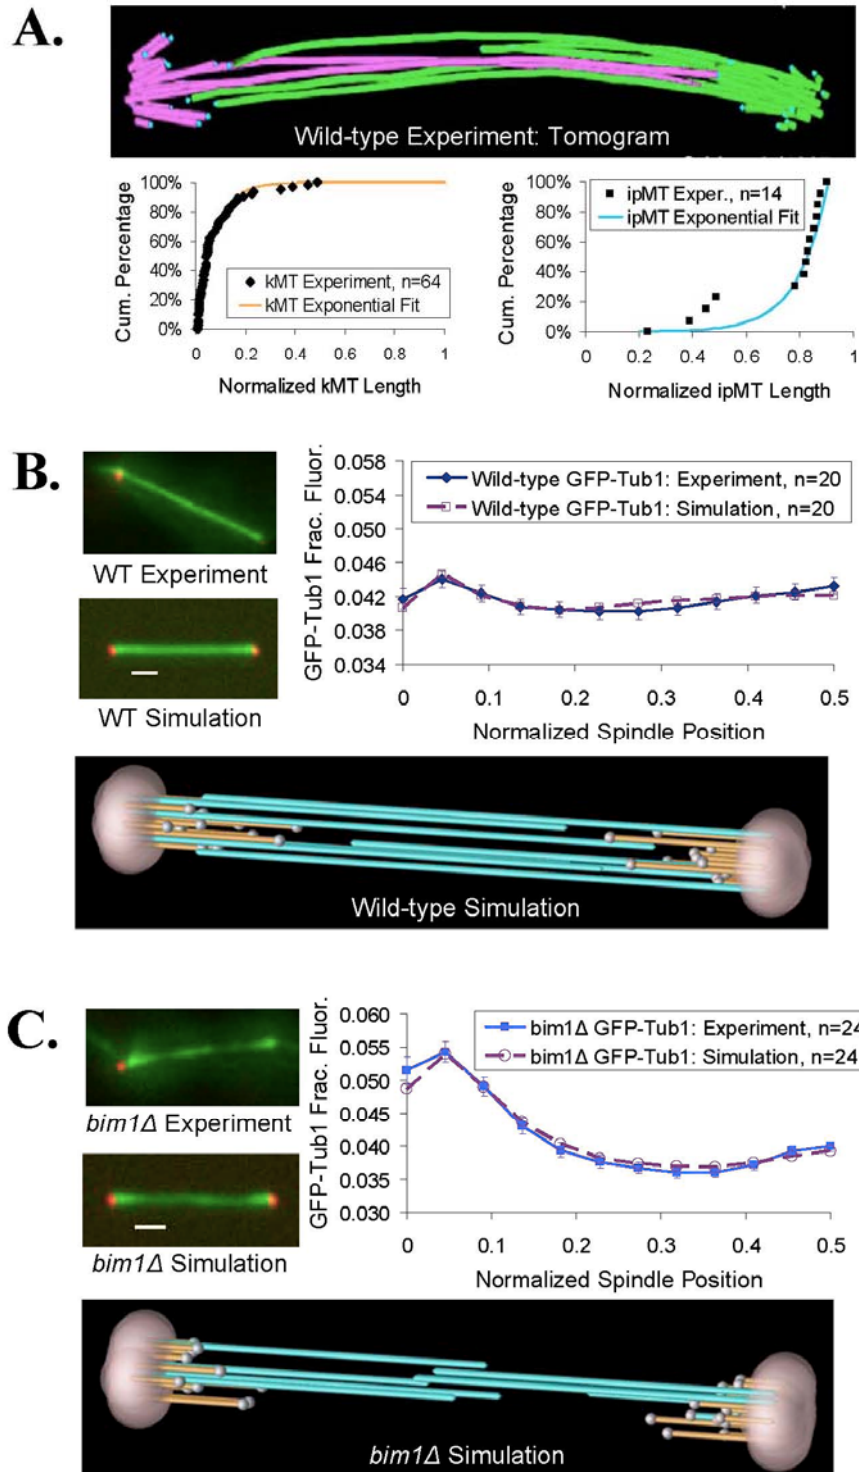 A.
Wild-type Experiment: Tomogram
Cum. Percentage
100%
80%
60%
40%
20%
0%
kMT Experiment, n=64
kMT Exponential Fit
0 0.2 0.4 0.6 0.8 1
Normalized kMT Length
Cum. Percentage
100%
80%
60%
40%
20%
0%
ipMT Exper., n=14
ipMT Exponential Fit
0 0.2 0.4 0.6 0.8 1
Normalized ipMT Length
B.
WT Experiment
WT Simulation
GFP-Tub1 Frac. Fluor.
0.058
0.054
0.050
0.046
0.042
0.038
0.034
Wild-type GFP-Tub1: Experiment, n=20
Wild-type GFP-Tub1: Simulation, n=20
0 0.1 0.2 0.3 0.4 0.5
Normalized Spindle Position
Wild-type Simulation
C.
bim1Δ Experiment
bim1Δ Simulation
GFP-Tub1 Frac. Fluor.
0.060
0.055
0.050
0.045
0.040
0.035
0.030
bim1Δ GFP-Tub1: Experiment, n=24
bim1Δ GFP-Tub1: Simulation, n=24
0 0.1 0.2 0.3 0.4 0.5
Normalized Spindle Position
bim1Δ Simulation